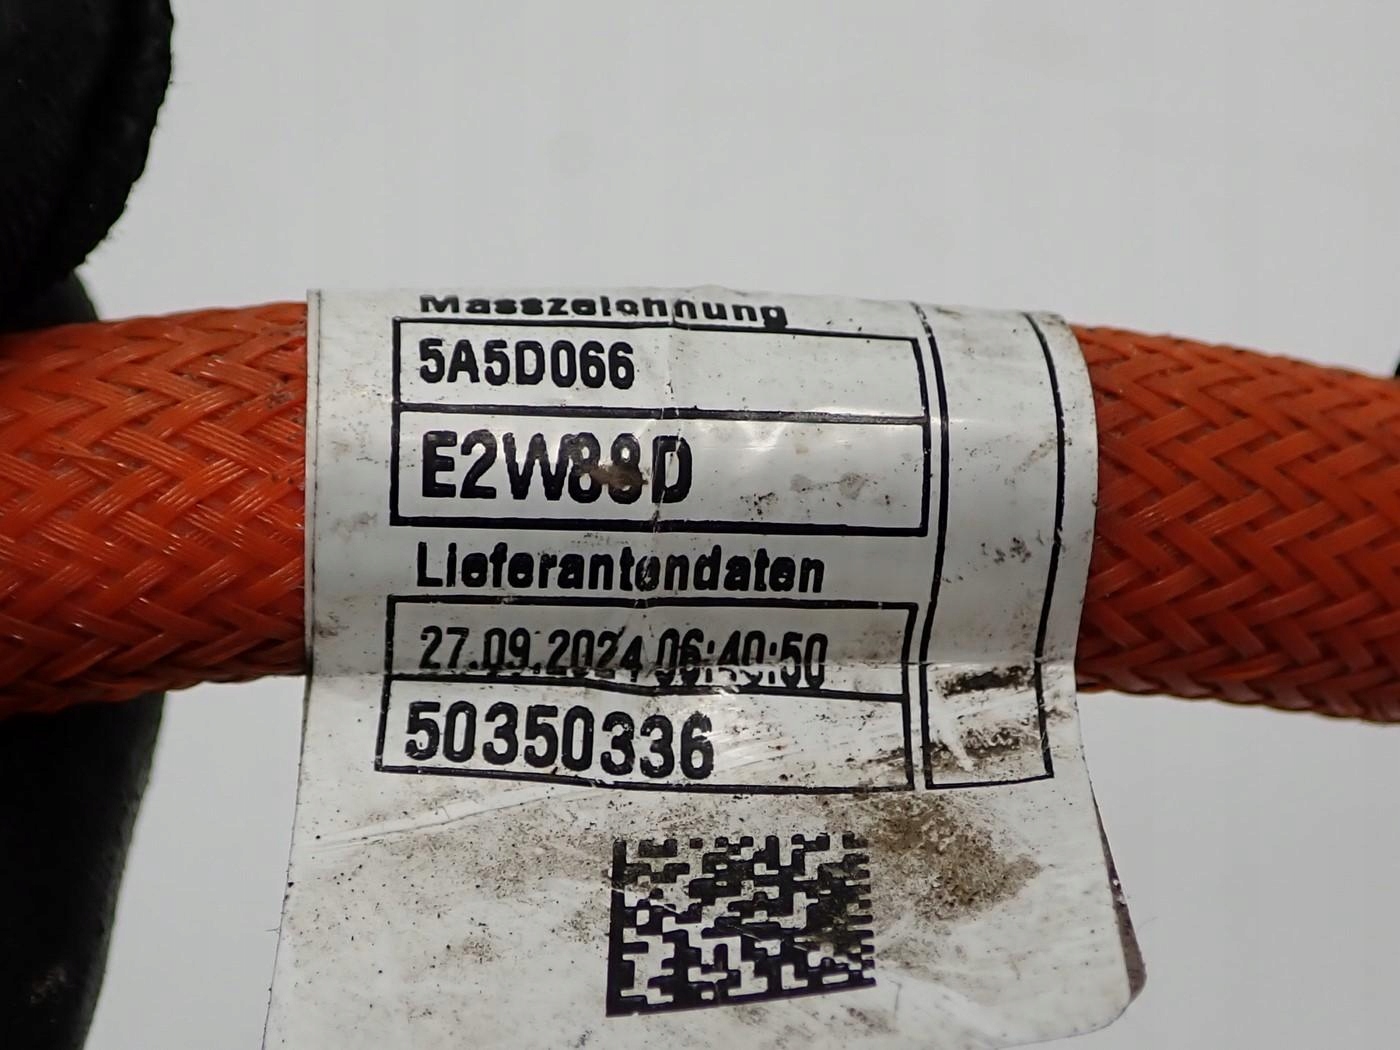 Masszeichnung
5A5D066
E2W88D
Lieferantendaten
27.09.2024 06:40:50
50350336